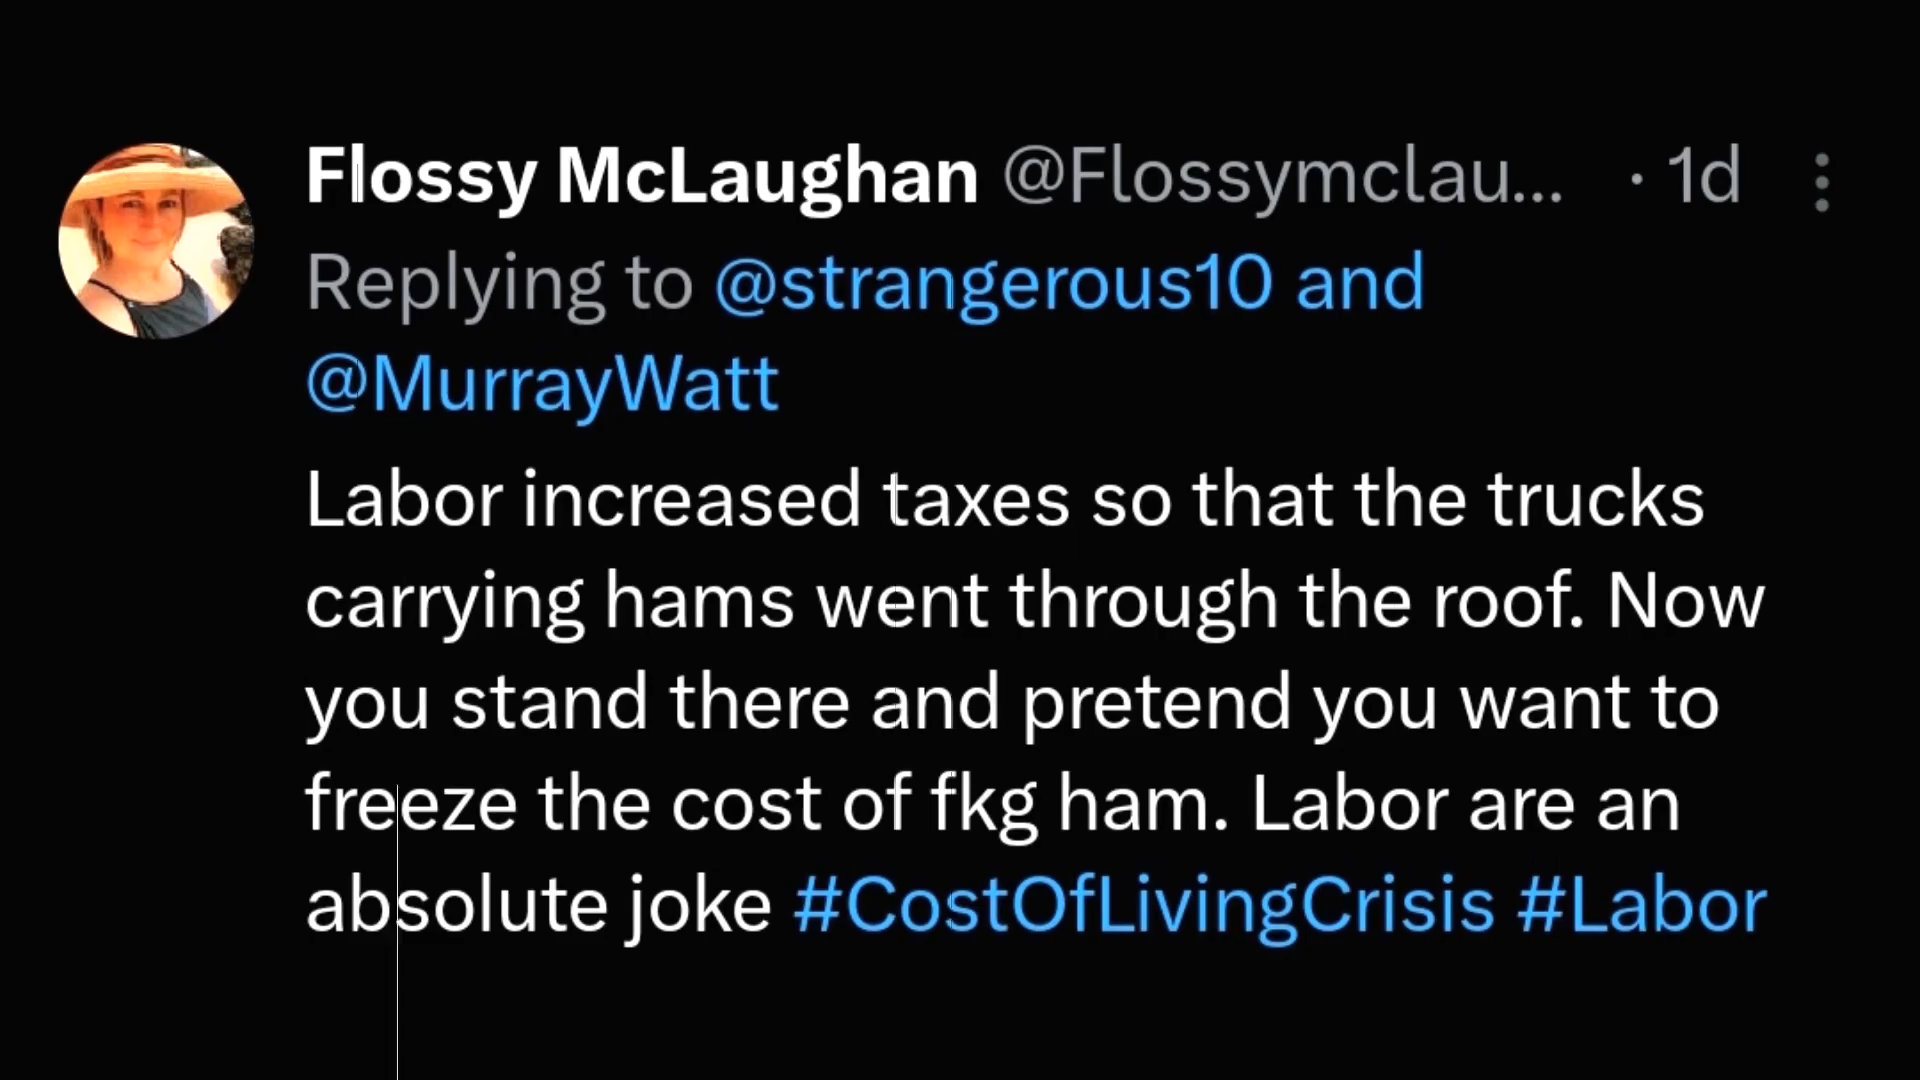 Flossy McLaughan @Flossymclau... · 1d
Replying to @strangerous10 and
@MurrayWatt
Labor increased taxes so that the trucks
carrying hams went through the roof. Now
you stand there and pretend you want to
freeze the cost of fkg ham. Labor are an
absolute joke #CostOfLivingCrisis #Labor